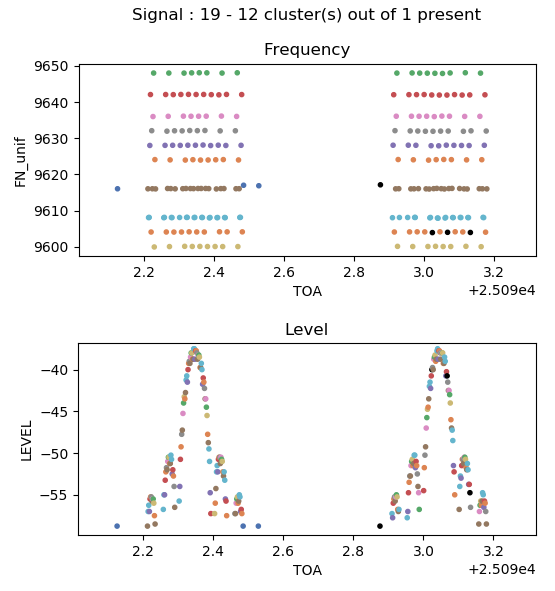 Signal : 19 - 12 cluster(s) out of 1 present
Frequency
FN_unif
9650
9640
9630
9620
9610
9600
2.2 2.4 2.6 2.8 3.0 3.2
TOA
+2.509e4
Level
LEVEL
−40
−45
−50
−55
2.2 2.4 2.6 2.8 3.0 3.2
TOA
+2.509e4